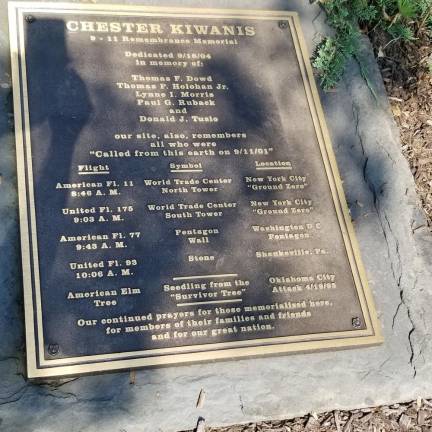 CHESTER KIWANIS
9 - 11 Remembrance Memorial
Dedicated 9/18/04
in memory of:
Thomas F. Dowd
Thomas P. Holohan Jr.
Lynne I. Morris
Paul G. Ruback
and
Donald J. Tuzio
our site, also, remembers
all who were
"Called from this earth on 9/11/01"
Flight Symbol Location
American Fl. 11 World Trade Center New York City
8:46 A. M. North Tower "Ground Zero"
United Fl. 175 World Trade Center New York City
9:03 A. M. South Tower "Ground Zero"
American Fl. 77 Pentagon Washington D C
9:43 A. M. Wall Pentagon
United Fl. 93 Stone Shanksville, Pa.
10:06 A. M.
American Elm Seedling from the Oklahoma City
Tree "Survivor Tree" Attack 4/19/95
Our continued prayers for those memorialized here,
for members of their families and friends
and for our great nation.